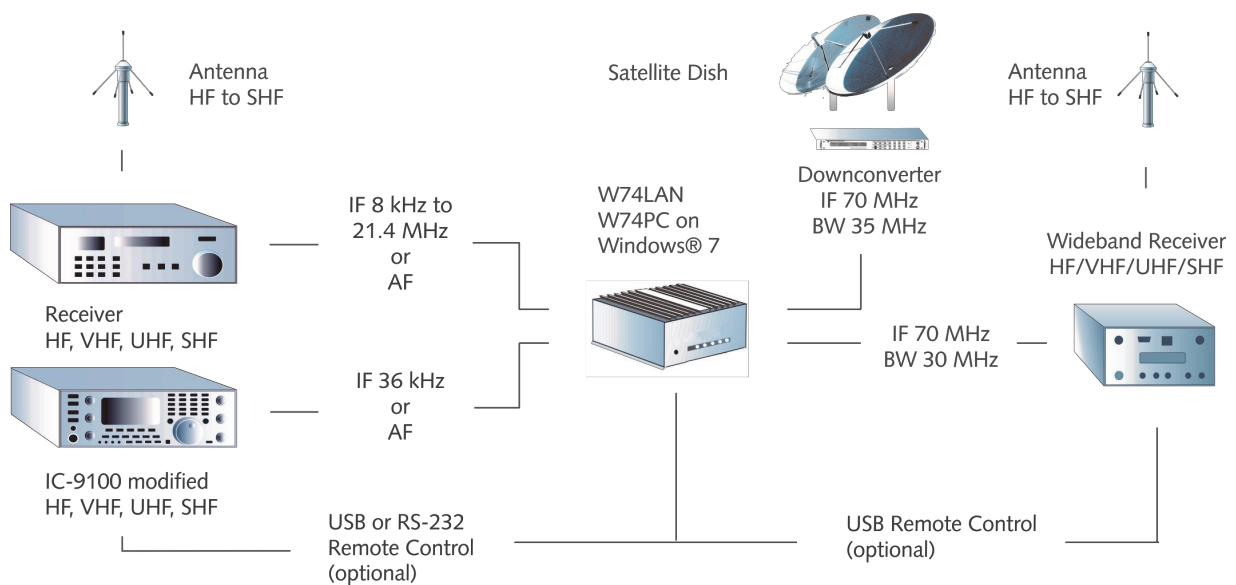 Antenna
HF to SHF
Satellite Dish
Antenna
HF to SHF
Downconverter
IF 70 MHz
BW 35 MHz
IF 8 kHz to
21.4 MHz
or
AF
W74LAN
W74PC on
Windows® 7
Wideband Receiver
HF/VHF/UHF/SHF
Receiver
HF, VHF, UHF, SHF
IF 70 MHz
BW 30 MHz
IF 36 kHz
or
AF
IC-9100 modified
HF, VHF, UHF, SHF
USB or RS-232
Remote Control
(optional)
USB Remote Control
(optional)